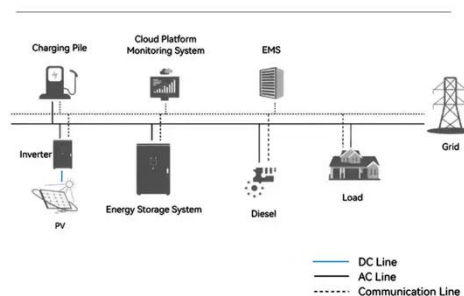 Charging Pile
Cloud Platform
Monitoring System
EMS
Grid
Inverter
PV
Energy Storage System
Diesel
Load
DC Line
AC Line
Communication Line